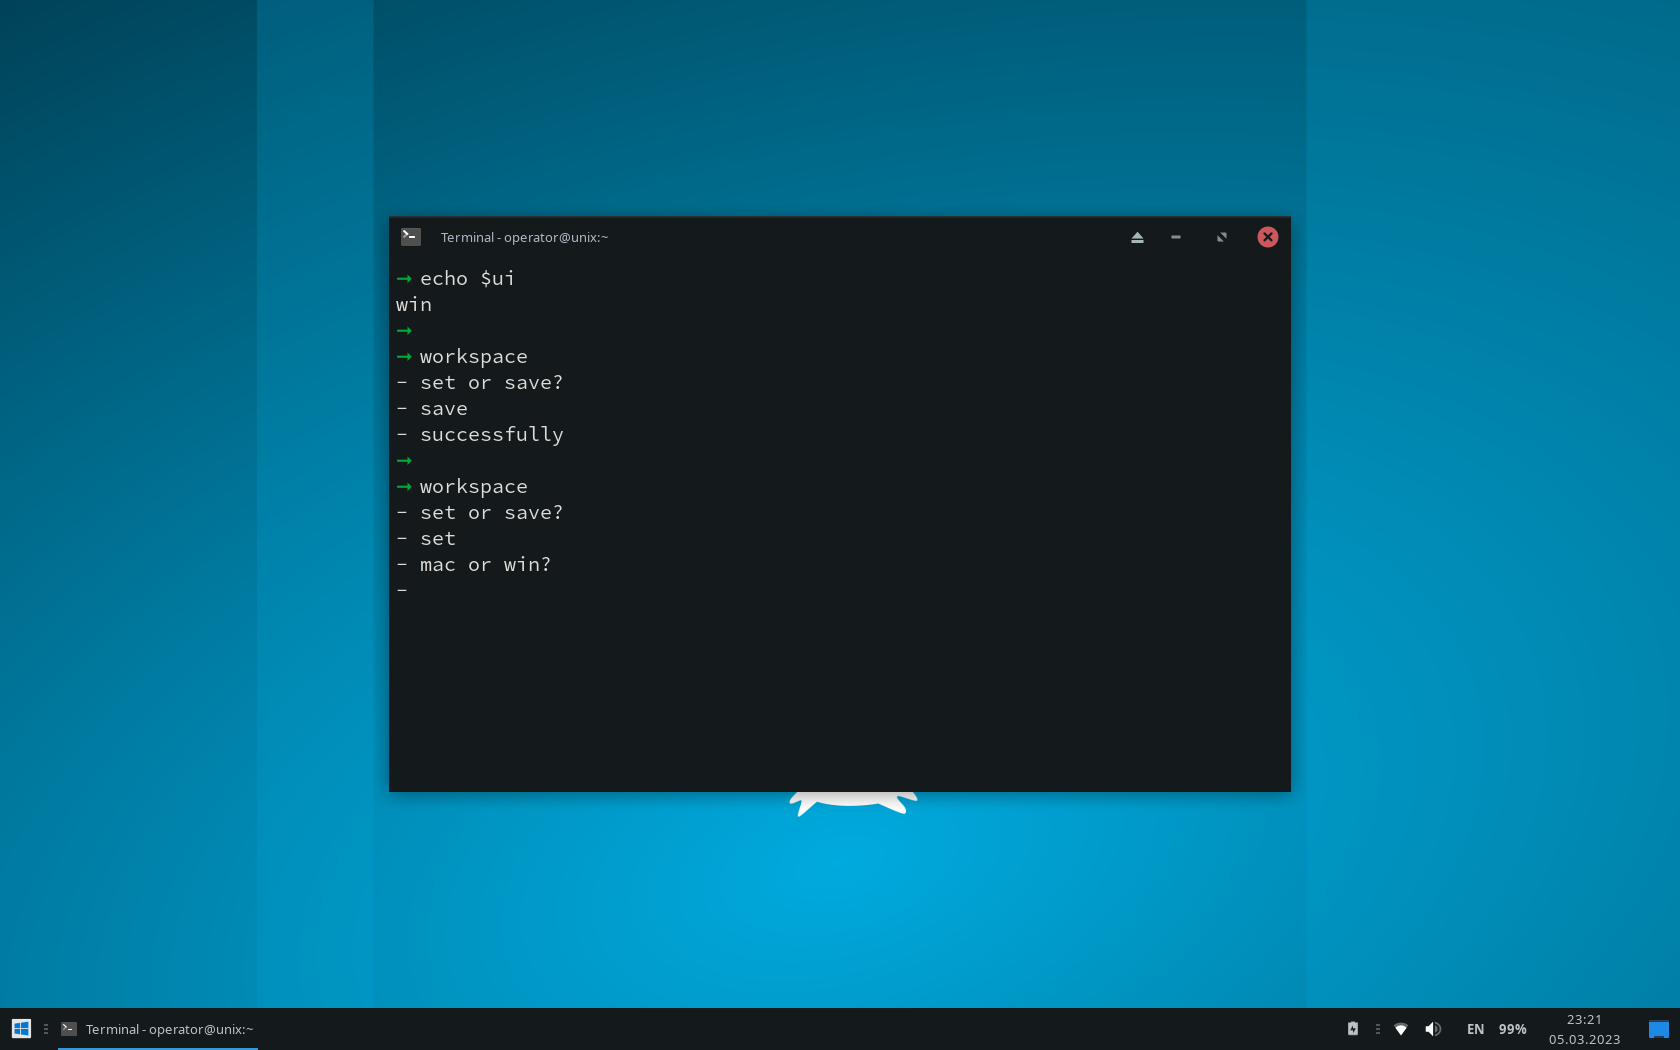 Terminal - operator@unix:~
→ echo $ui
win
→
→ workspace
- set or save?
- save
- successfully
→
→ workspace
- set or save?
- set
- mac or win?
-
Terminal - operator@unix:~
EN 99%
23:21
05.03.2023